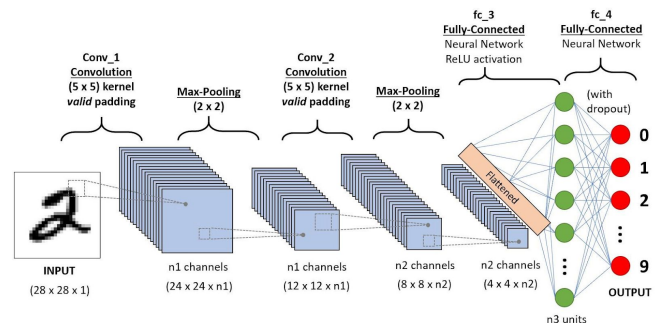 Conv_1
Convolution
(5 x 5) kernel
valid padding
Max-Pooling
(2 x 2)
Conv_2
Convolution
(5 x 5) kernel
valid padding
Max-Pooling
(2 x 2)
fc_3
Fully-Connected
Neural Network
ReLU activation
fc_4
Fully-Connected
Neural Network
(with
dropout)
2
Flattened
0
1
2
9
INPUT
(28 x 28 x 1)
n1 channels
(24 x 24 x n1)
n1 channels
(12 x 12 x n1)
n2 channels
(8 x 8 x n2)
n2 channels
(4 x 4 x n2)
n3 units
OUTPUT